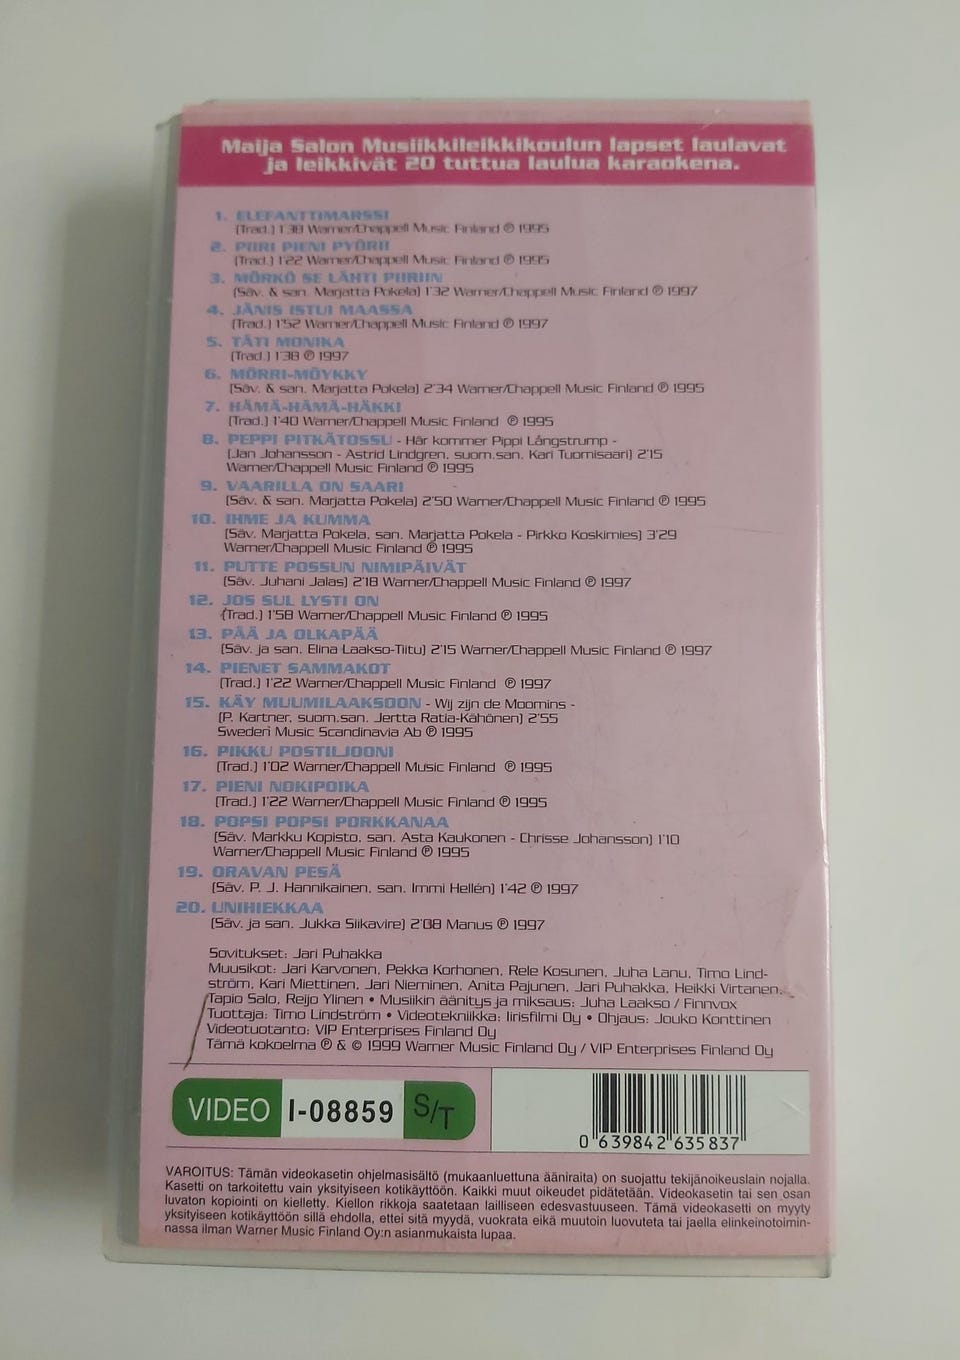 Maija Salon Musiikkileikkikoulun lapset laulavat
ja leikkivät 20 tuttua laulua karaokena.
1. ELEFANTTIMARSSI
(Trad.) 1'38 Warner/Chappell Music Finland ℗ 1995
2. PIIRI PIENI PYÖRII
(Trad.) 1'22 Warner/Chappell Music Finland ℗ 1995
3. MÖRKÖ SE LÄHTI PIIRIIN
(Säv. & san. Marjatta Pokela) 1'32 Warner/Chappell Music Finland ℗ 1997
4. JÄNIS ISTUI MAASSA
(Trad.) 1'52 Warner/Chappell Music Finland ℗ 1997
5. TÄTI MONIKA
(Trad.) 1'38 ℗ 1997
6. MÖRRI-MÖYKKY
(Säv. & san. Marjatta Pokela) 2'34 Warner/Chappell Music Finland ℗ 1995
7. HÄMÄ-HÄMÄ-HÄKKI
(Trad.) 1'40 Warner/Chappell Music Finland ℗ 1995
8. PEPPI PITKÄTOSSU - Här kommer Pippi Långstrump -
(Jan Johansson - Astrid Lindgren, suom.san. Kari Tuomisaari) 2'15
Warner/Chappell Music Finland ℗ 1995
9. VAARILLA ON SAARI
(Säv. & san. Marjatta Pokela) 2'50 Warner/Chappell Music Finland ℗ 1995
10. IHME JA KUMMA
(Säv. Marjatta Pokela, san. Marjatta Pokela - Pirkko Koskimies) 3'29
Warner/Chappell Music Finland ℗ 1995
11. PUTTE POSSUN NIMIPÄIVÄT
(Säv. Juhani Jalas) 2'18 Warner/Chappell Music Finland ℗ 1997
12. JOS SUL LYSTI ON
(Trad.) 1'58 Warner/Chappell Music Finland ℗ 1995
13. PÄÄ JA OLKAPÄÄ
(Säv. ja san. Elina Laakso-Tiitu) 2'15 Warner/Chappell Music Finland ℗ 1997
14. PIENET SAMMAKOT
(Trad.) 1'22 Warner/Chappell Music Finland ℗ 1997
15. KÄY MUUMILAAKSOON - Wij zijn de Moomins -
(P. Kartner, suom.san. Jertta Ratia-Kähönen) 2'55
Sweden Music Scandinavia Ab ℗ 1995
16. PIKKU POSTILJOONI
(Trad.) 1'02 Warner/Chappell Music Finland ℗ 1995
17. PIENI NOKIPOIKA
(Trad.) 1'22 Warner/Chappell Music Finland ℗ 1995
18. POPSI POPSI PORKKANAA
(Säv. Markku Kopisto, san. Asta Kaukonen - Chrisse Johansson) 1'10
Warner/Chappell Music Finland ℗ 1995
19. ORAVAN PESÄ
(Säv. P. J. Hannikainen, san. Immi Hellén) 1'42 ℗ 1997
20. UNIHIEKKAA
(Säv. ja san. Jukka Siikavire) 2'08 Manus ℗ 1997
Sovitukset: Jari Puhakka
Muusikot: Jari Karvonen, Pekka Korhonen, Rele Kosunen, Juha Lanu, Timo Lind-
ström, Kari Miettinen, Jari Nieminen, Anita Pajunen, Jari Puhakka, Heikki Virtanen,
Tapio Salo, Reijo Ylinen • Musiikin äänitys ja miksaus: Juha Laakso / Finnvox
Tuottaja: Timo Lindström • Videotekniikka: Iirisfilmi Oy • Ohjaus: Jouko Konttinen
Videotuotanto: VIP Enterprises Finland Oy
Tämä kokoelma ℗ & © 1999 Warner Music Finland Oy / VIP Enterprises Finland Oy
VIDEO I-08859 S/T
0 639842 635837
VAROITUS: Tämän videokasetin ohjelmasisältö (mukaanluettuna ääniraita) on suojattu tekijänoikeuslain nojalla.
Kasetti on tarkoitettu vain yksityiseen kotikäyttöön. Kaikki muut oikeudet pidätetään. Videokasetin tai sen osan
luvaton kopiointi on kielletty. Kiellon rikkoja saatetaan lailliseen edesvastuuseen. Tämä videokasetti on myyty
yksityiseen kotikäyttöön sillä ehdolla, ettei sitä myydä, vuokrata eikä muutoin luovuteta tai jaella elinkeinotoimin-
nassa ilman Warner Music Finland Oy:n asianmukaista lupaa.